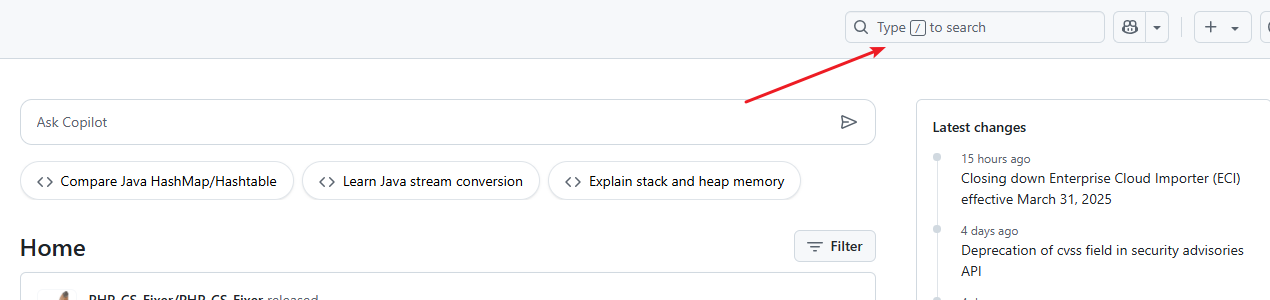 Type / to search
Ask Copilot
Compare Java HashMap/Hashtable
Learn Java stream conversion
Explain stack and heap memory
Home
Filter
PHP-CS-Fixer/PHP-CS-Fixer released
Latest changes
15 hours ago
Closing down Enterprise Cloud Importer (ECI)
effective March 31, 2025
4 days ago
Deprecation of cvss field in security advisories
API